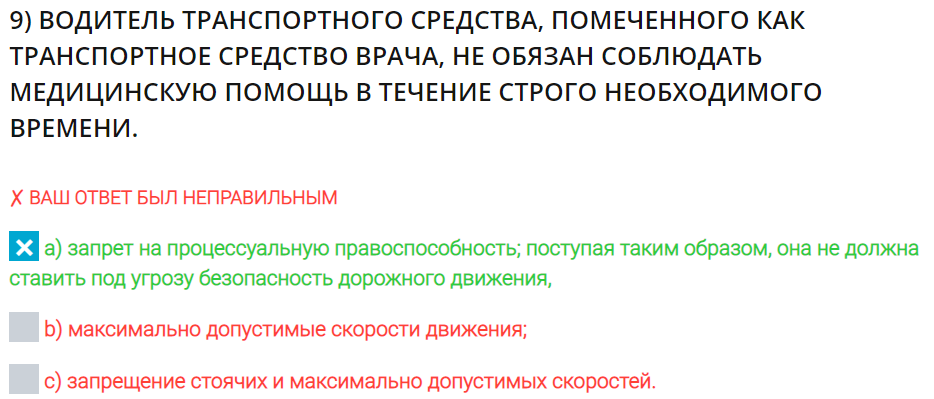 9) ВОДИТЕЛЬ ТРАНСПОРТНОГО СРЕДСТВА, ПОМЕЧЕННОГО КАК
ТРАНСПОРТНОЕ СРЕДСТВО ВРАЧА, НЕ ОБЯЗАН СОБЛЮДАТЬ
МЕДИЦИНСКУЮ ПОМОЩЬ В ТЕЧЕНИЕ СТРОГО НЕОБХОДИМОГО
ВРЕМЕНИ.
✗ ВАШ ОТВЕТ БЫЛ НЕПРАВИЛЬНЫМ
a) запрет на процессуальную правоспособность; поступая таким образом, она не должна
ставить под угрозу безопасность дорожного движения,
b) максимально допустимые скорости движения;
c) запрещение стоячих и максимально допустимых скоростей.